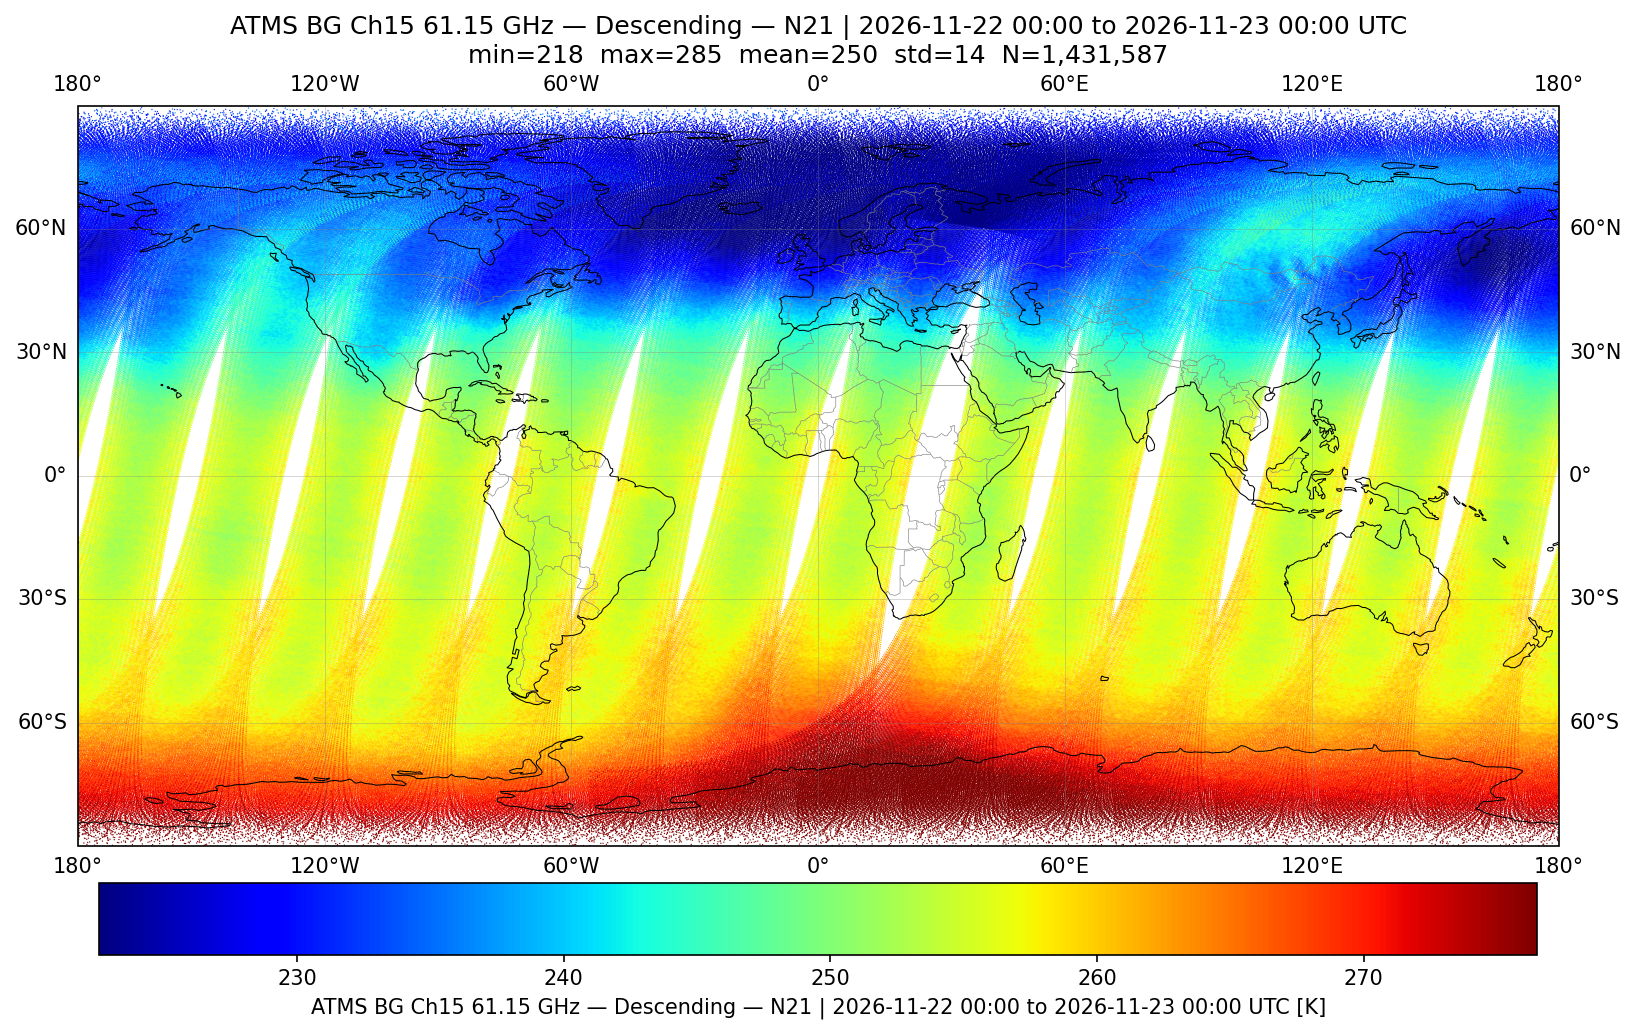 ATMS BG Ch15 61.15 GHz — Descending — N21 | 2026-11-22 00:00 to 2026-11-23 00:00 UTC
min=218 max=285 mean=250 std=14 N=1,431,587
180° 120°W 60°W 0° 60°E 120°E 180°
60°N 60°N
30°N 30°N
0° 0°
30°S 30°S
60°S 60°S
180° 120°W 60°W 0° 60°E 120°E 180°
230 240 250 260 270
ATMS BG Ch15 61.15 GHz — Descending — N21 | 2026-11-22 00:00 to 2026-11-23 00:00 UTC [K]